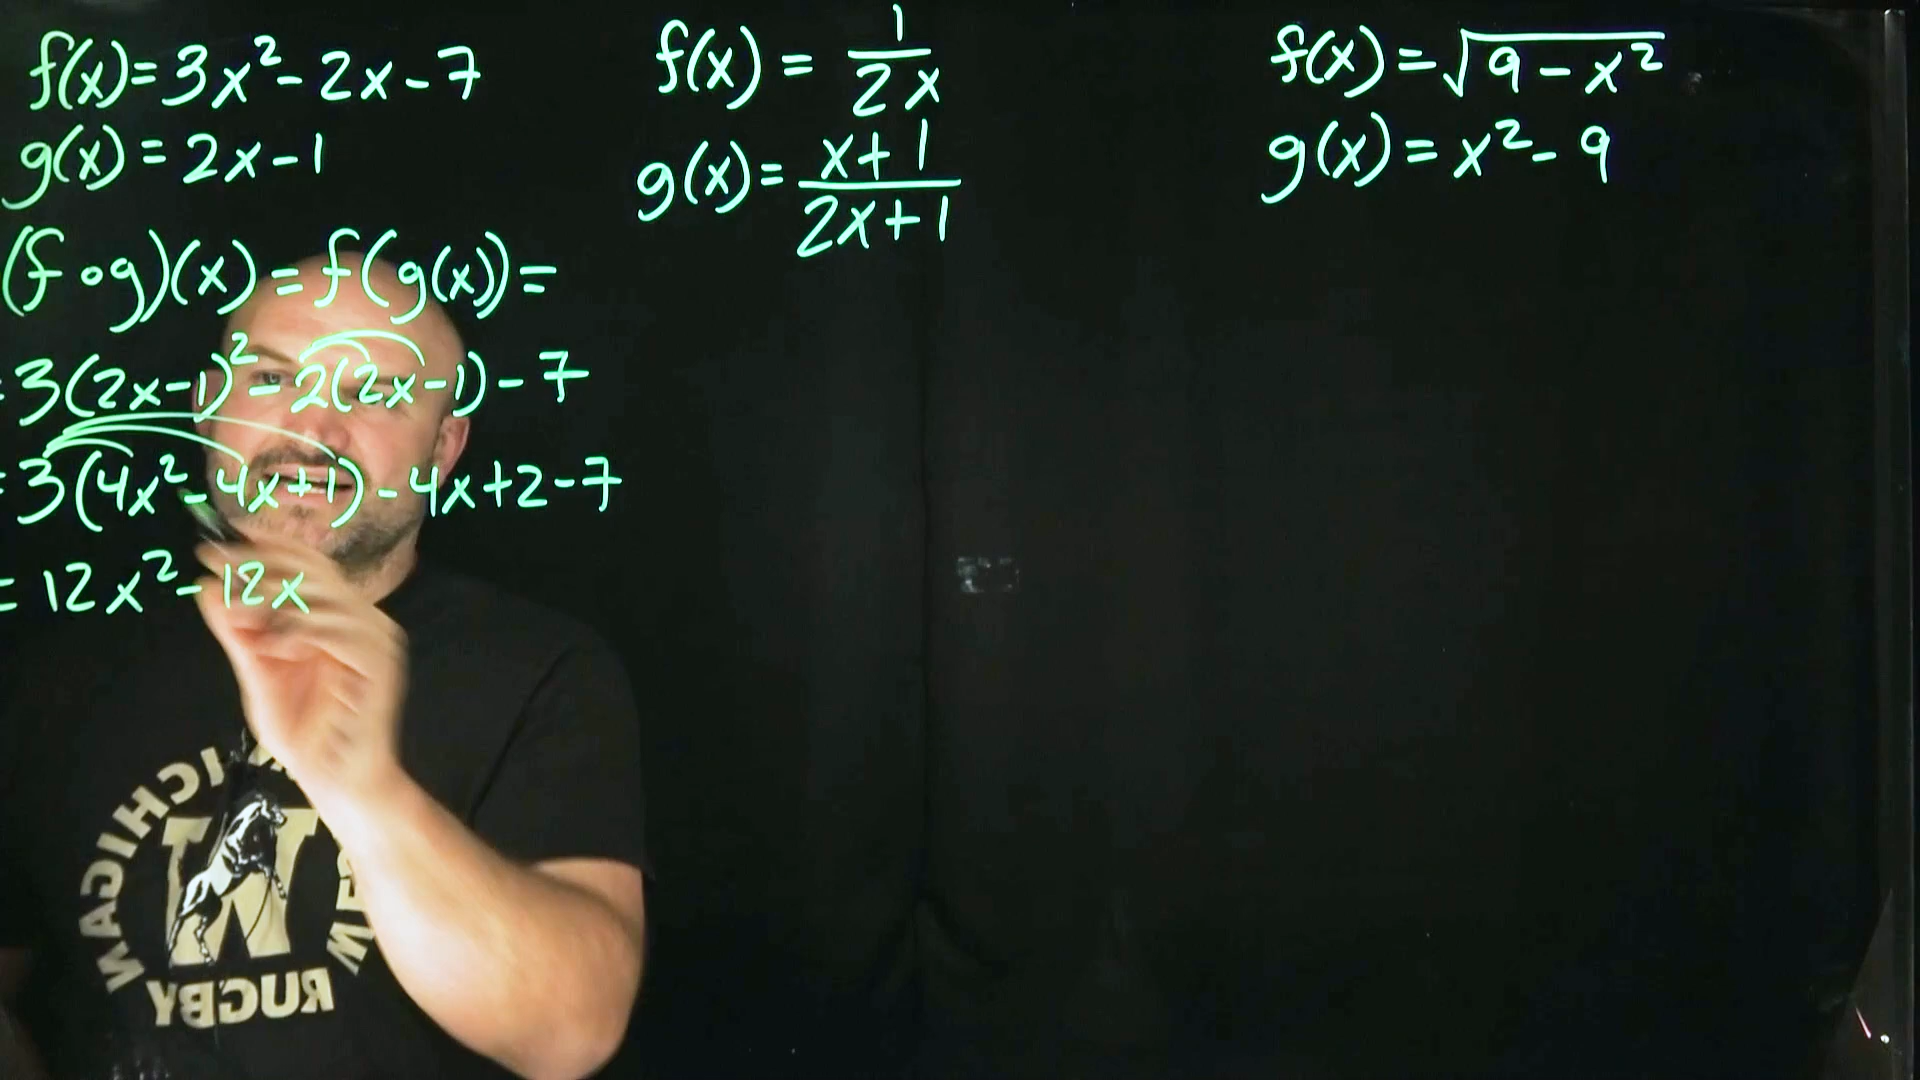 f(x)=3x²-2x-7
g(x)=2x-1
(f∘g)(x)=f(g(x))=
=3(2x-1)²-2(2x-1)-7
=3(4x²-4x+1)-4x+2-7
=12x²-12x
f(x)=1/2x
g(x)=x+1/2x+1
f(x)=√9-x²
g(x)=x²-9
MICHIGAN
W
RUGBY